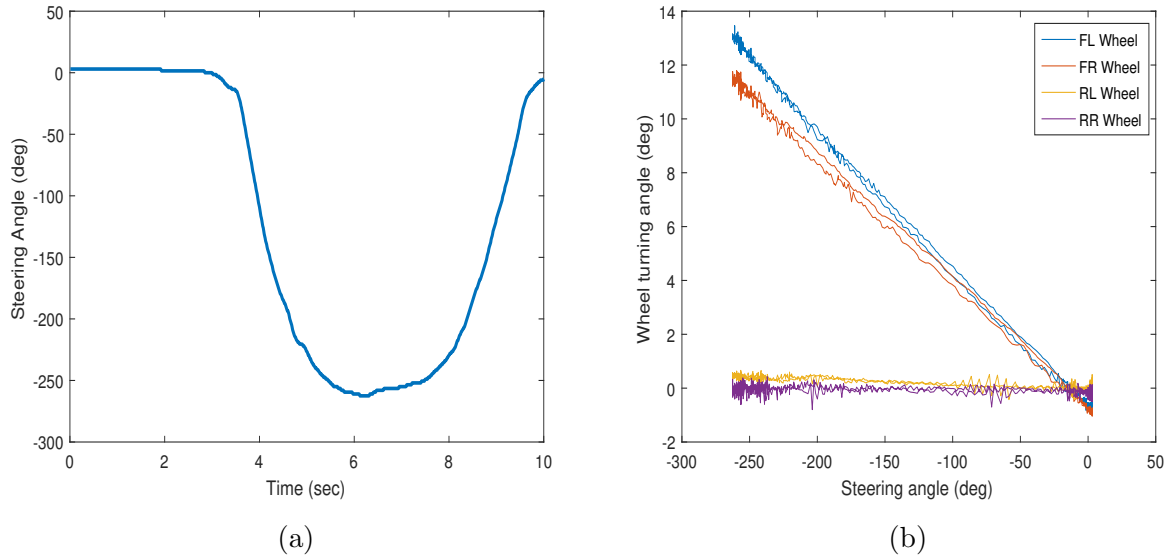 50
0
-50
-100
-150
-200
-250
-300
Steering Angle (deg)
0 2 4 6 8 10
Time (sec)
(a)
14
12
10
8
6
4
2
0
-2
Wheel turning angle (deg)
FL Wheel
FR Wheel
RL Wheel
RR Wheel
-300 -250 -200 -150 -100 -50 0 50
Steering angle (deg)
(b)